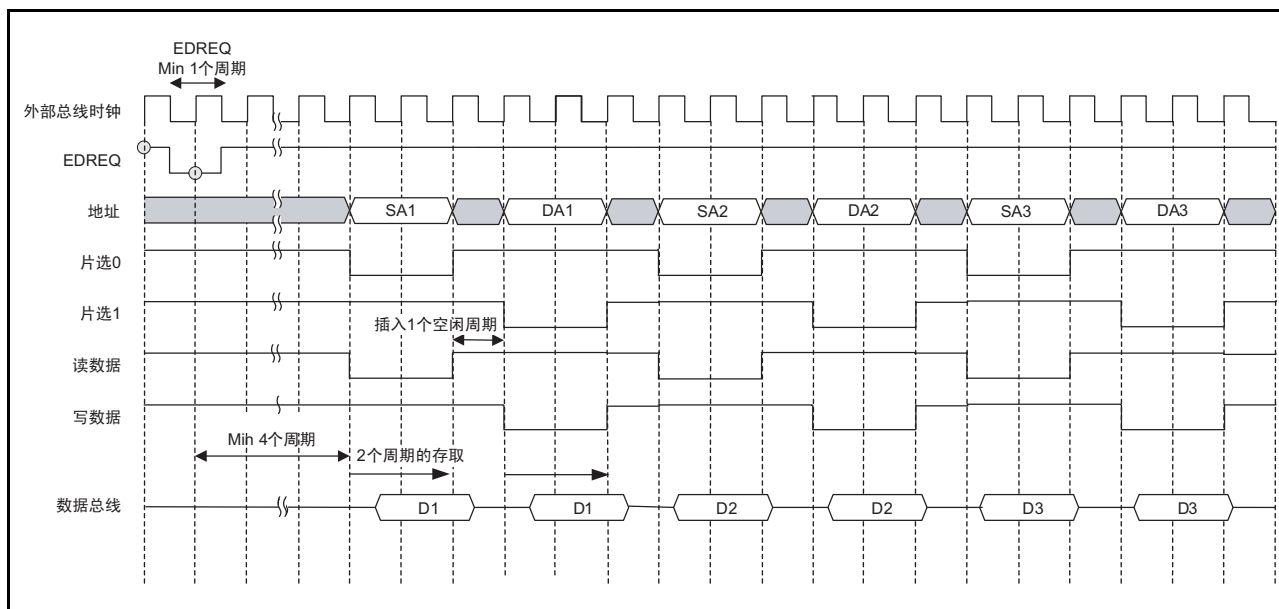 EDREQ
Min 1个周期
外部总线时钟
EDREQ
地址
SA1
DA1
SA2
DA2
SA3
DA3
片选0
片选1
插入1个空闲周期
读数据
写数据
Min 4个周期
2个周期的存取
数据总线
D1
D1
D2
D2
D3
D3